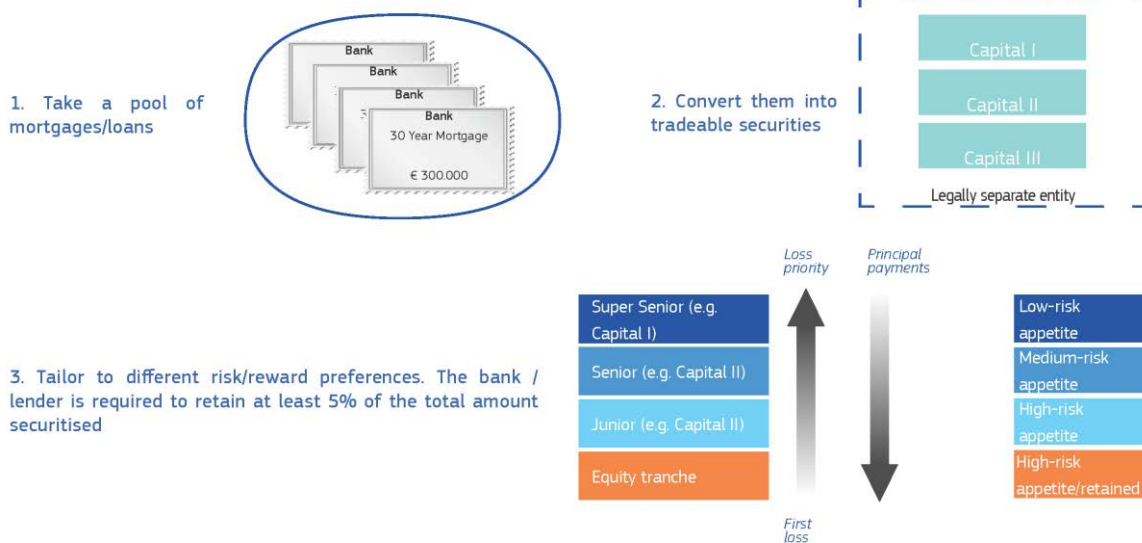 1. Take a pool of
mortgages/loans
Bank
Bank
Bank
Bank
30 Year Mortgage
€ 300.000
2. Convert them into
tradeable securities
Capital I
Capital II
Capital III
Legally separate entity
3. Tailor to different risk/reward preferences. The bank /
lender is required to retain at least 5% of the total amount
securitised
Loss
priority
Principal
payments
Super Senior (e.g.
Capital I)
Senior (e.g. Capital II)
Junior (e.g. Capital II)
Equity tranche
First
loss
Low-risk
appetite
Medium-risk
appetite
High-risk
appetite
High-risk
appetite/retained